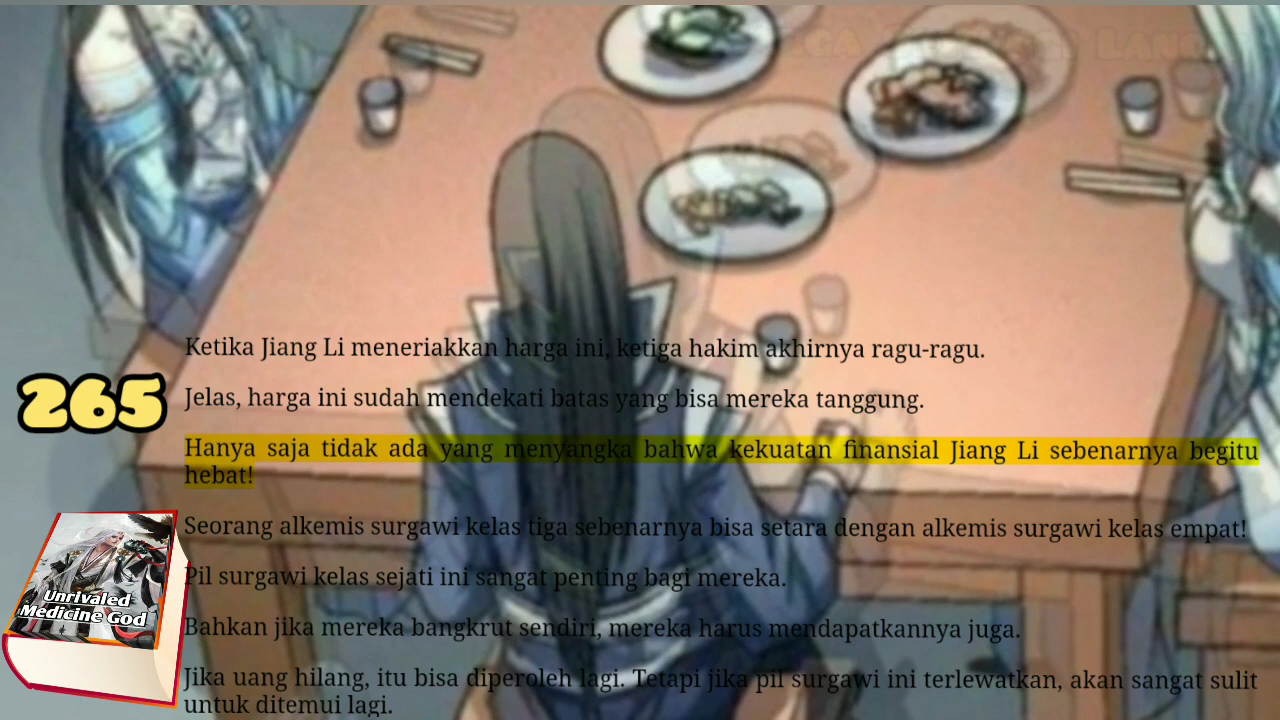 Ketika Jiang Li meneriakkan harga ini, ketiga hakim akhirnya ragu-ragu.
Jelas, harga ini sudah mendekati batas yang bisa mereka tanggung.
265
Hanya saja tidak ada yang menyangka bahwa kekuatan finansial Jiang Li sebenarnya begitu
hebat!
Seorang alkemis surgawi kelas tiga sebenarnya bisa setara dengan alkemis surgawi kelas empat!
Pil surgawi kelas sejati ini sangat penting bagi mereka.
Bahkan jika mereka bangkrut sendiri, mereka harus mendapatkannya juga.
Jika uang hilang, itu bisa diperoleh lagi. Tetapi jika pil surgawi ini terlewatkan, akan sangat sulit
untuk ditemui lagi.
Unrivaled
Medicine God